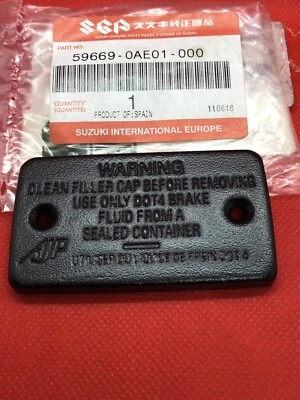 SGP スズキ純正部品
PART NO
59669-0AE01-000
QUANTITY
1
PRODUCT OF:SPAIN
110616
SUZUKI INTERNATIONAL EUROPE
WARNING
CLEAN FILLER CAP BEFORE REMOVING
USE ONLY DOT4 BRAKE
FLUID FROM A
SEALED CONTAINER
AJP